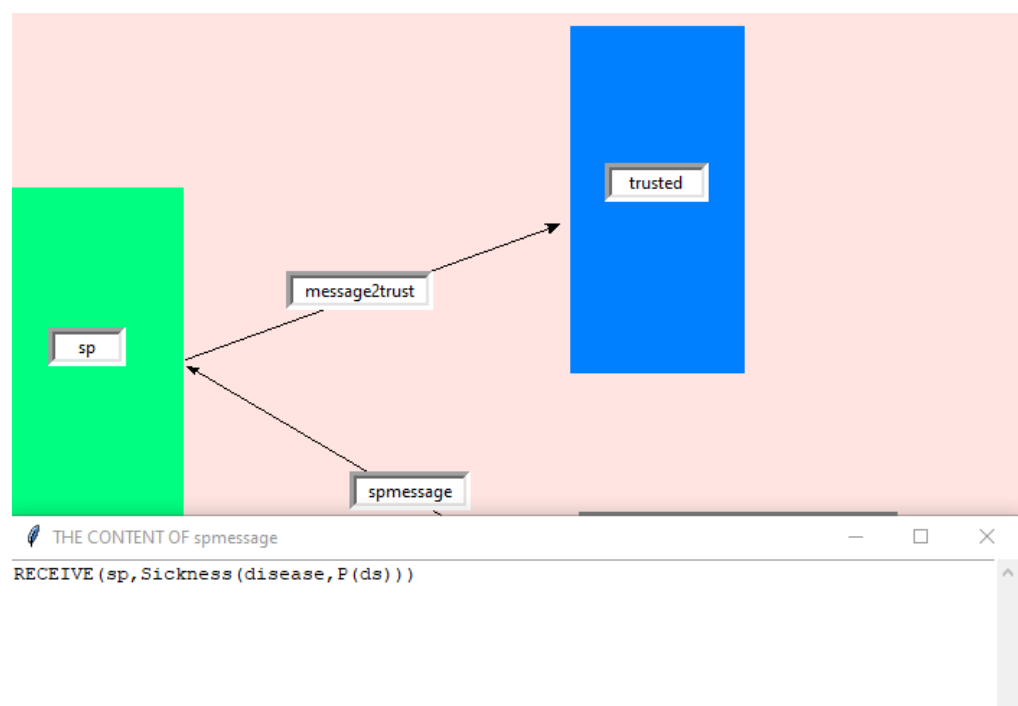 trusted
message2trust
sp
spmessage
THE CONTENT OF spmessage
RECEIVE(sp,Sickness(disease,P(ds)))